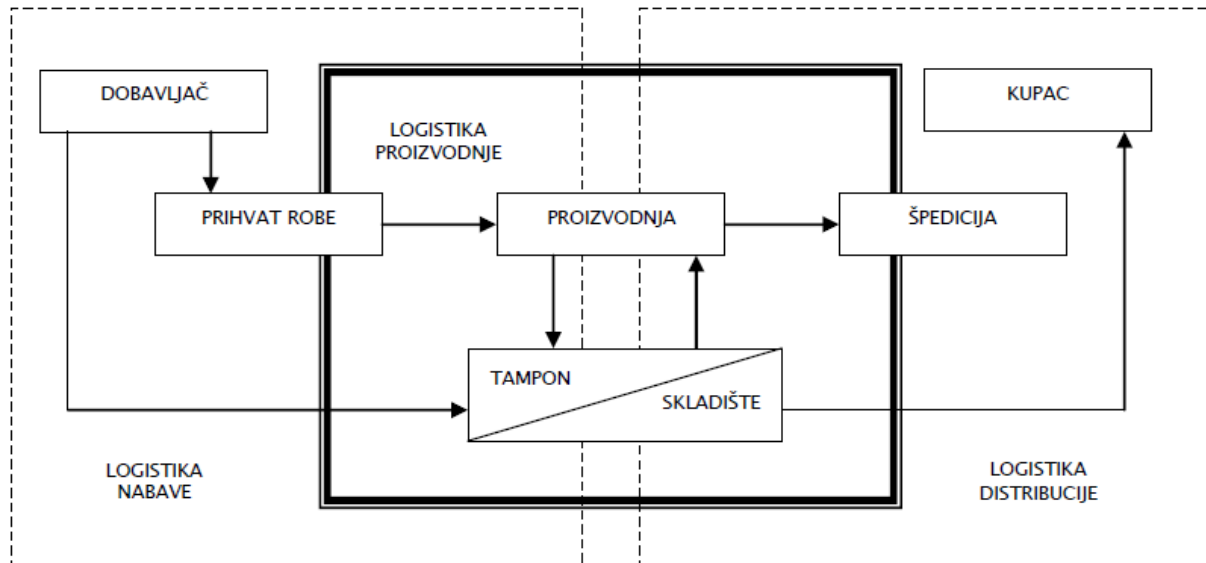 DOBAVLJAČ
KUPAC
LOGISTIKA
PROIZVODNJE
PRIHVAT ROBE
PROIZVODNJA
ŠPEDICIJA
TAMPON
SKLADIŠTE
LOGISTIKA
NABAVE
LOGISTIKA
DISTRIBUCIJE